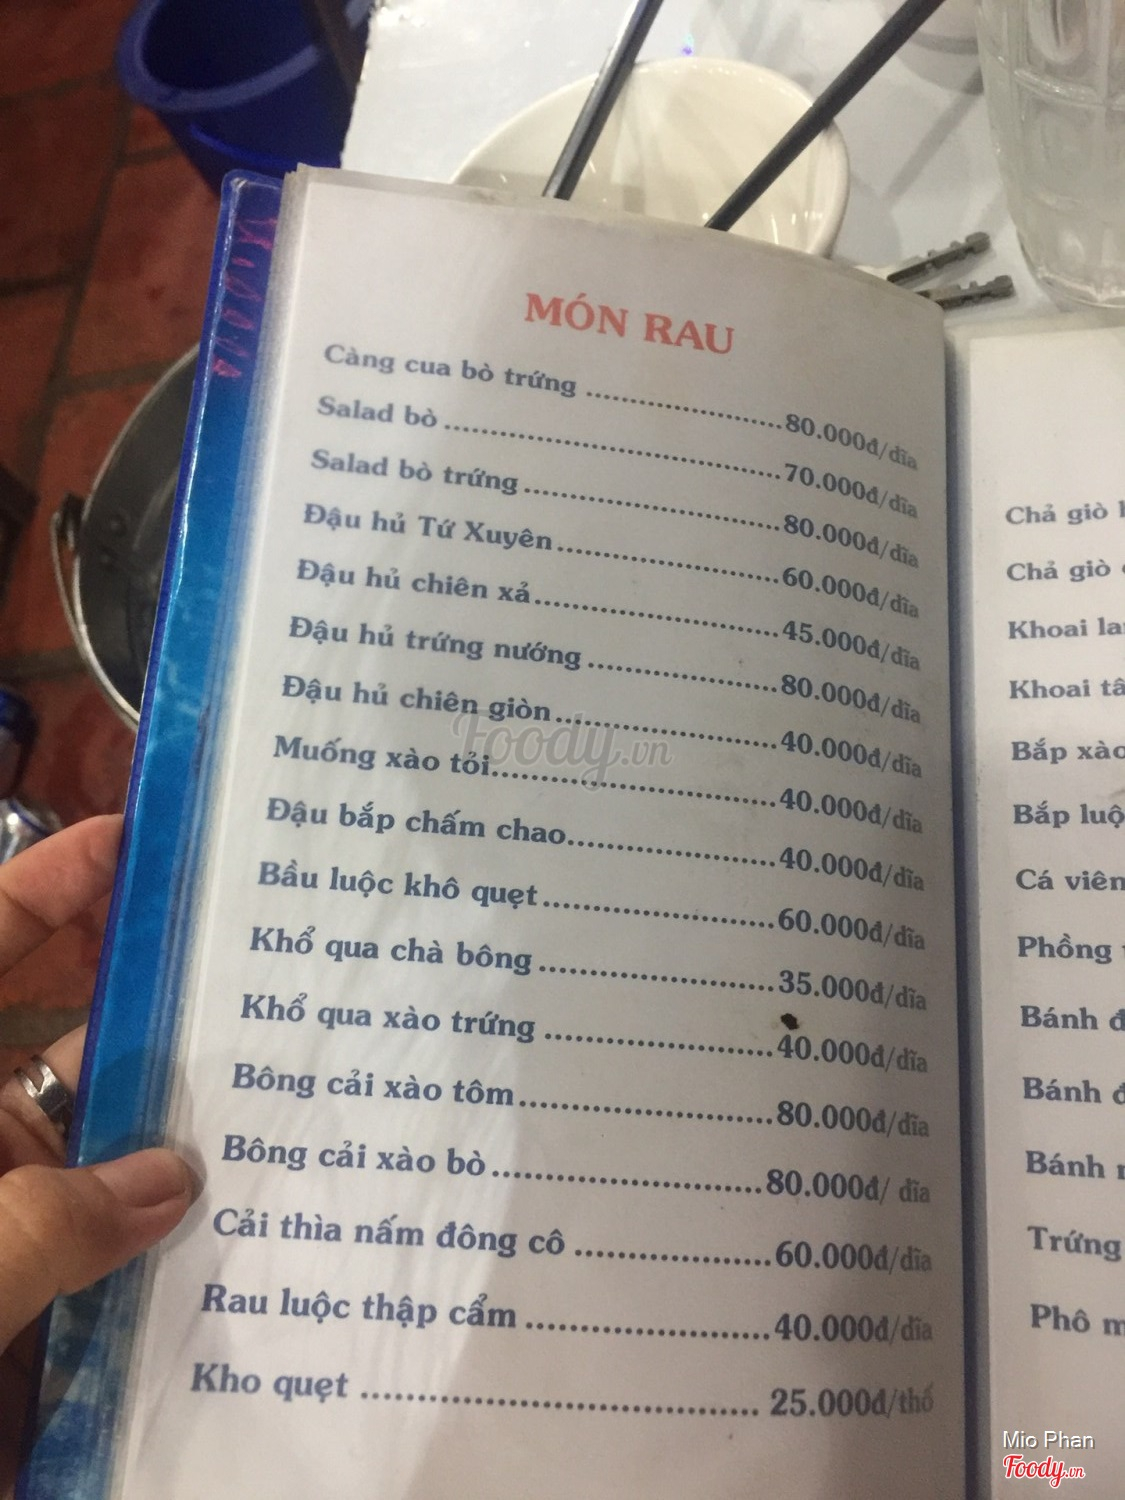 MÓN RAU
Càng cua bò trứng ........................ 80.000đ/dĩa
Salad bò ........................ 70.000đ/dĩa
Salad bò trứng ........................ 80.000đ/dĩa
Đậu hủ Tứ Xuyên ........................ 60.000đ/dĩa
Đậu hủ chiên xả ........................ 45.000đ/dĩa
Đậu hủ trứng nướng ........................ 80.000đ/dĩa
Đậu hủ chiên giòn ........................ 40.000đ/dĩa
Muống xào tỏi ........................ 40.000đ/dĩa
Đậu bắp chấm chao ........................ 40.000đ/dĩa
Bầu luộc khô quẹt ........................ 60.000đ/dĩa
Khổ qua chà bông ........................ 35.000đ/dĩa
Khổ qua xào trứng ........................ 40.000đ/dĩa
Bông cải xào tôm ........................ 80.000đ/dĩa
Bông cải xào bò ........................ 80.000đ/ dĩa
Cải thìa nấm đông cô ........................ 60.000đ/dĩa
Rau luộc thập cẩm ........................ 40.000đ/dĩa
Kho quẹt ........................ 25.000đ/thố
Chả giò
Chả giò
Khoai
Khoai
Bắp xào
Bắp
Cá viên
Phồng
Bánh
Bánh
Bánh
Trứng
Phô
Foody.vn
Mio Phan
Foody.vn